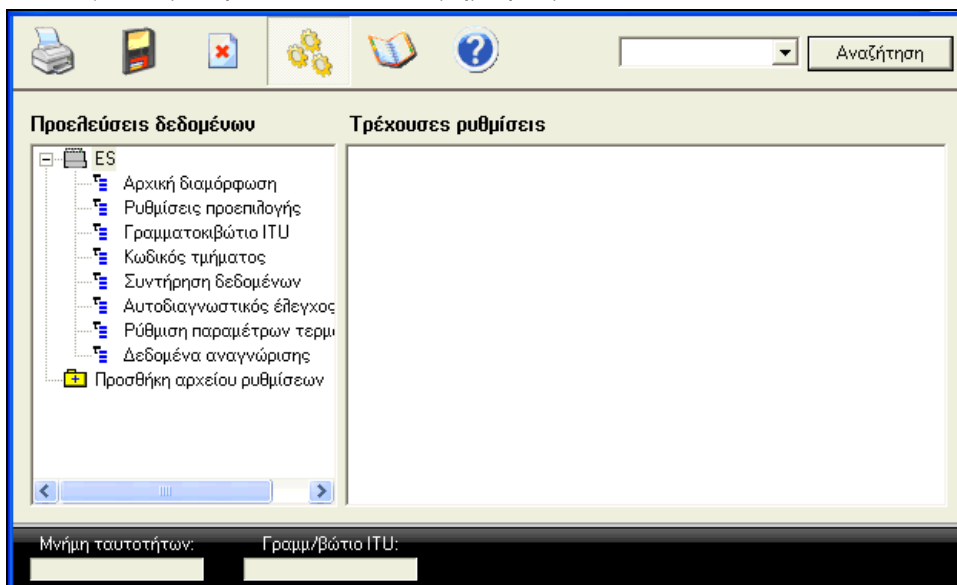 Αναζήτηση
Προελεύσεις δεδομένων
Τρέχουσες ρυθμίσεις
ES
Αρχική διαμόρφωση
Ρυθμίσεις προεπιλογής
Γραμματοκιβώτιο ITU
Κωδικός τμήματος
Συντήρηση δεδομένων
Αυτοδιαγνωστικός έλεγχος
Ρύθμιση παραμέτρων τερμ
Δεδομένα αναγνώρισης
Προσθήκη αρχείου ρυθμίσεων
Μνήμη ταυτοτήτων:
Γραμμ/βώτιο ITU: